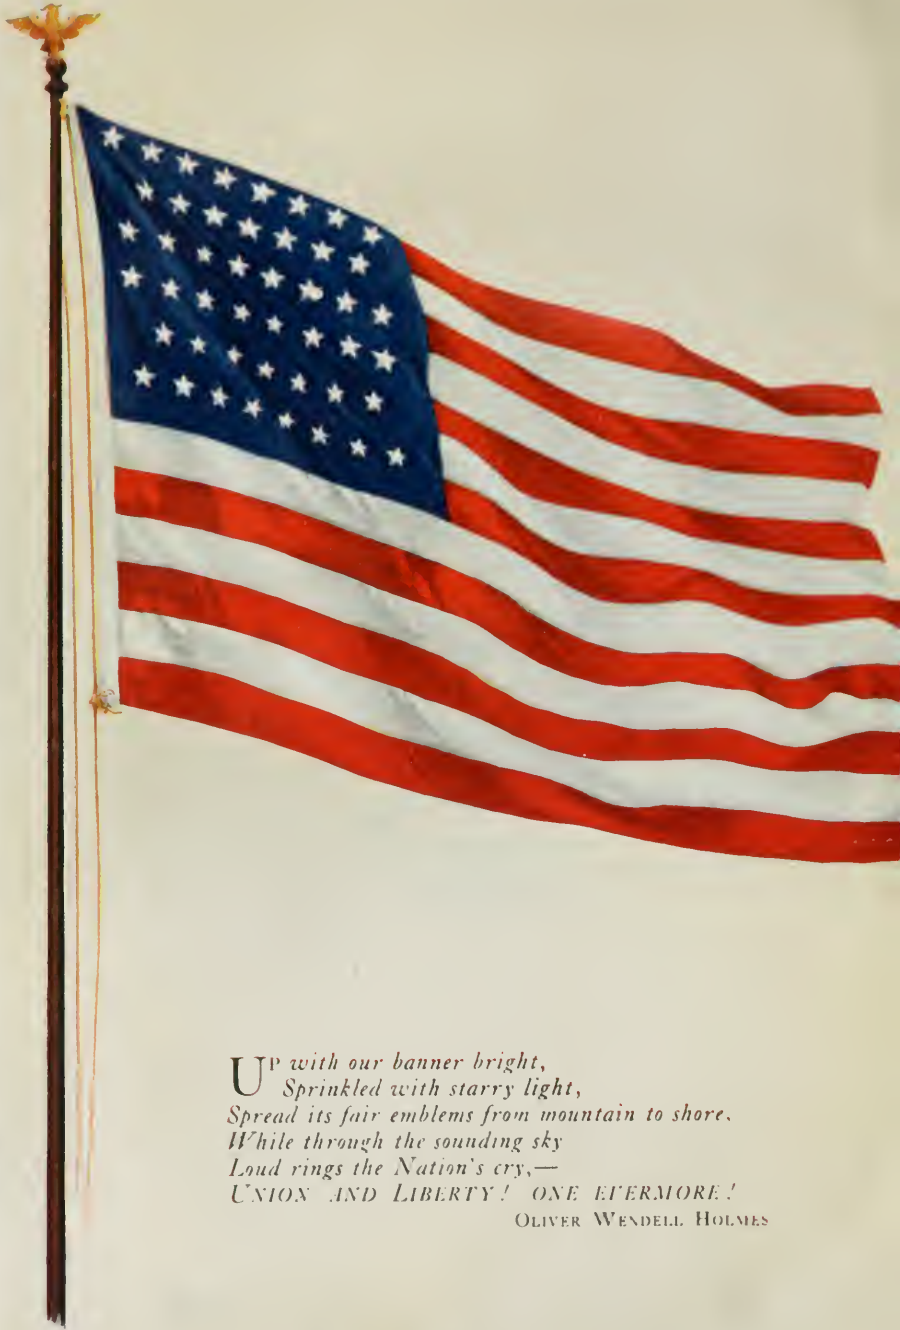 UP with our banner bright,
Sprinkled with starry light,
Spread its fair emblems from mountain to shore,
While through the sounding sky
Loud rings the Nation's cry,—
UNION AND LIBERTY! ONE EVERMORE!
OLIVER WENDELL HOLMES